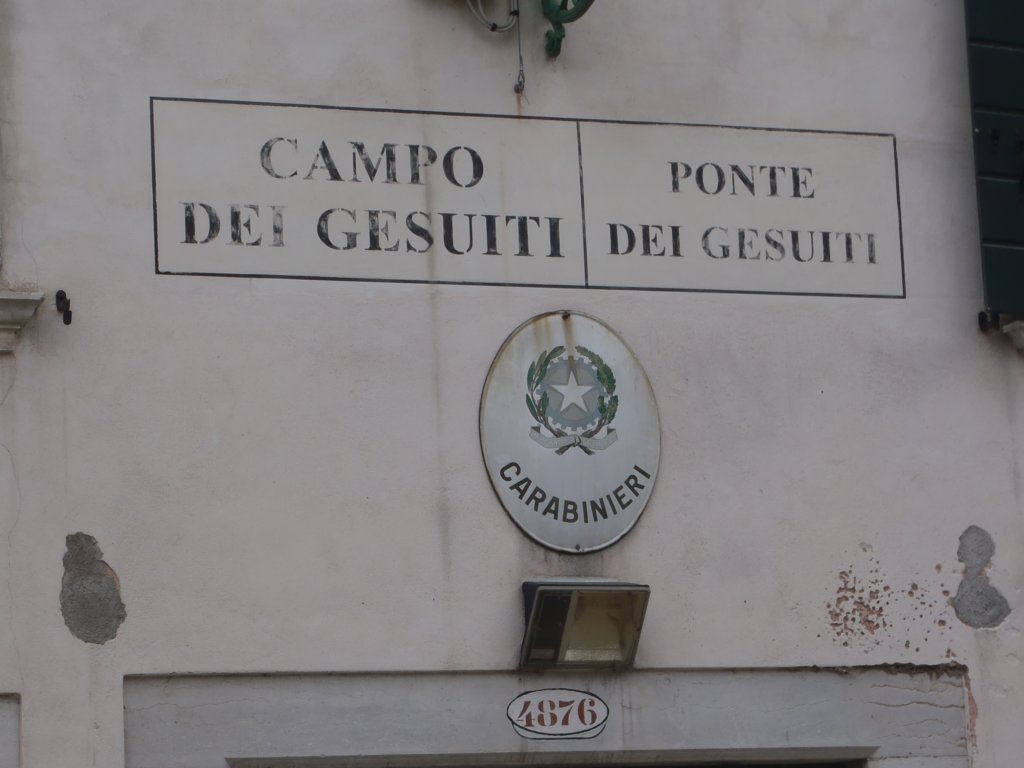 CAMPO
DEI GESUITI
PONTE
DEI GESUITI
CARABINIERI
4876